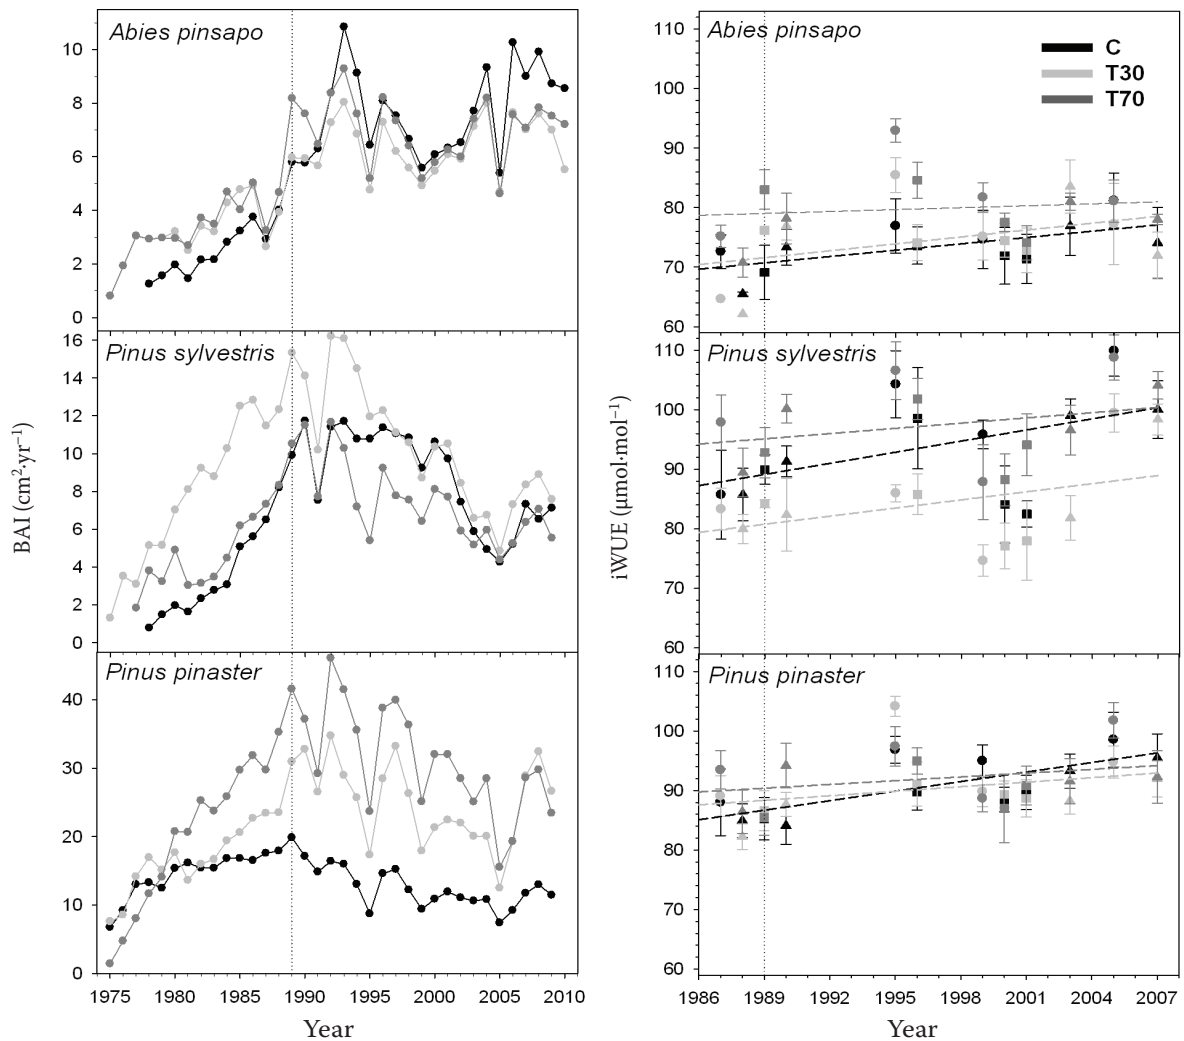 Abies pinsapo
10
8
6
4
2
0
Pinus sylvestris
16
14
12
10
8
6
4
2
0
Pinus pinaster
40
30
20
10
0
1975 1980 1985 1990 1995 2000 2005 2010
Year
BAI (cm²·yr⁻¹)
Abies pinsapo
C
T30
T70
110
100
90
80
70
60
Pinus sylvestris
110
100
90
80
70
60
Pinus pinaster
110
100
90
80
70
60
1986 1989 1992 1995 1998 2001 2004 2007
Year
iWUE (µmol·mol⁻¹)